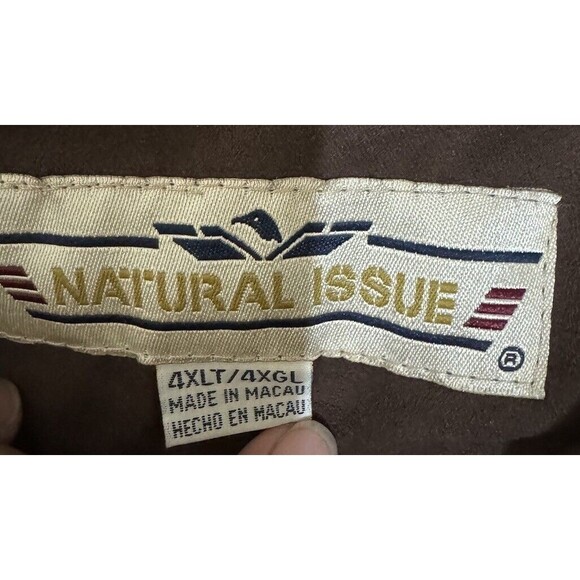 NATURAL ISSUE
®
4XLT/4XGL
MADE IN MACAU
HECHO EN MACAU